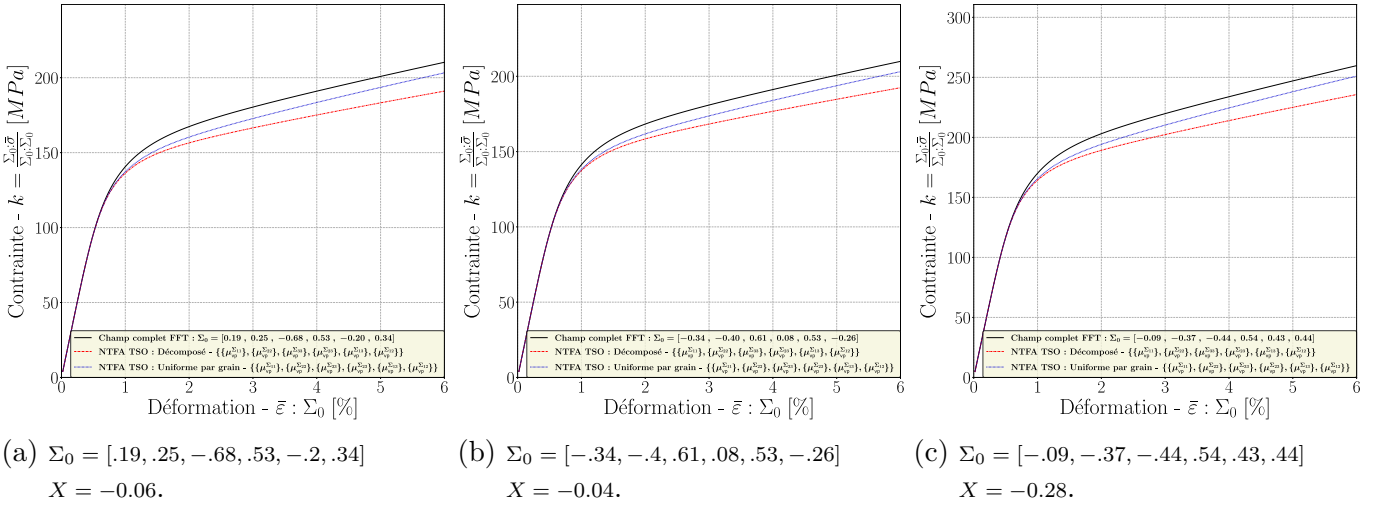 200
150
100
50
0
Contrainte - k = Σ₀:σ̄ / Σ₀:Σ₀ [MPa]
Champ complet FFT : Σ₀ = [0.19 , 0.25 , −0.68 , 0.53 , −0.20 , 0.34]
NTFA TSO : Décomposé -
NTFA TSO : Uniforme par grain -
0 1 2 3 4 5 6
Déformation - ε̄ : Σ₀ [%]
(a) Σ₀ = [.19, .25, −.68, .53, −.2, .34]
X = −0.06.
200
150
100
50
0
Contrainte - k = Σ₀:σ̄ / Σ₀:Σ₀ [MPa]
Champ complet FFT : Σ₀ = [−0.34 , −0.40 , 0.61 , 0.08 , 0.53 , −0.26]
NTFA TSO : Décomposé -
NTFA TSO : Uniforme par grain -
0 1 2 3 4 5 6
Déformation - ε̄ : Σ₀ [%]
(b) Σ₀ = [−.34, −.4, .61, .08, .53, −.26]
X = −0.04.
300
250
200
150
100
50
0
Contrainte - k = Σ₀:σ̄ / Σ₀:Σ₀ [MPa]
Champ complet FFT : Σ₀ = [−0.09 , −0.37 , −0.44 , 0.54 , 0.43 , 0.44]
NTFA TSO : Décomposé -
NTFA TSO : Uniforme par grain -
0 1 2 3 4 5 6
Déformation - ε̄ : Σ₀ [%]
(c) Σ₀ = [−.09, −.37, −.44, .54, .43, .44]
X = −0.28.